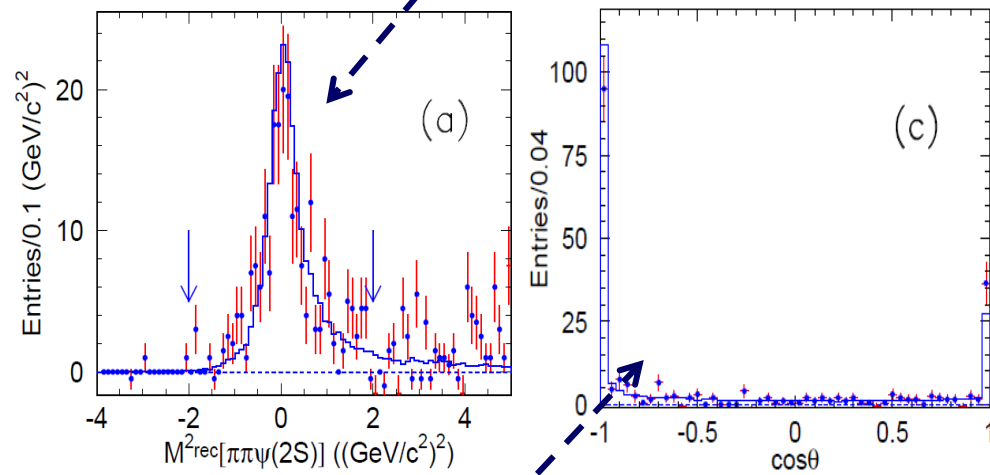 Entries/0.1 (GeV/c²)²
20
10
0
(a)
-4 -2 0 2 4
M²ʳᵉᶜ[ππψ(2S)] ((GeV/c²)²)
Entries/0.04
100
75
50
25
0
(c)
-1 -0.5 0 0.5 1
cosθ